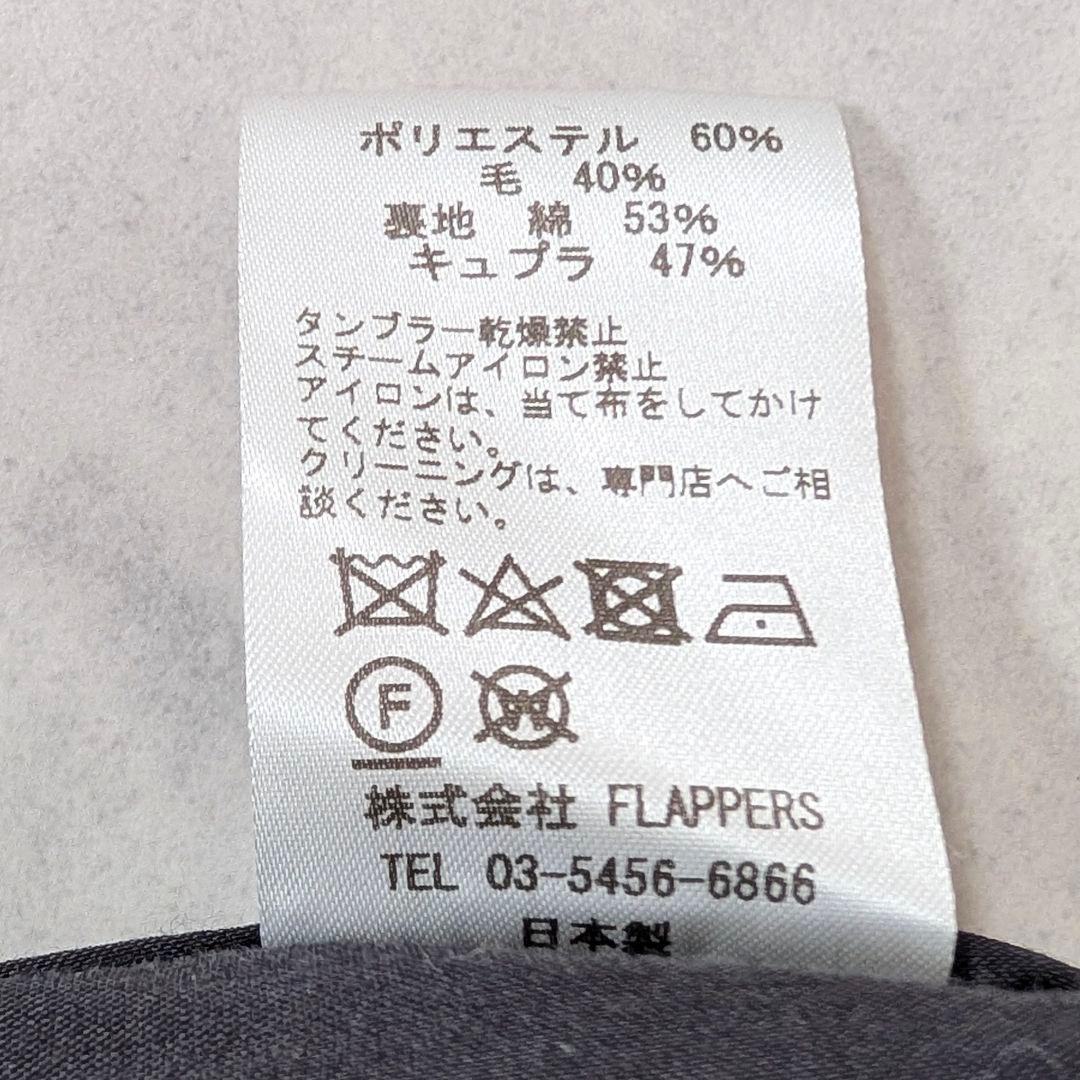 ポリエステル 60%
毛 40%
裏地 綿 53%
キュプラ 47%
タンブラー乾燥禁止
スチームアイロン禁止
アイロンは、当て布をしてかけ
てください。
クリーニングは、専門店へご相
談ください。
F
W
株式会社 FLAPPERS
TEL 03-5456-6866
日本製